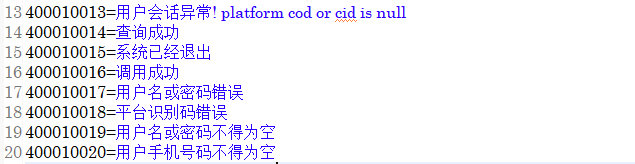 13 400010013=用户会话异常! platform cod or cid is null
14 400010014=查询成功
15 400010015=系统已经退出
16 400010016=调用成功
17 400010017=用户名或密码错误
18 400010018=平台识别码错误
19 400010019=用户名或密码不得为空
20 400010020=用户手机号码不得为空